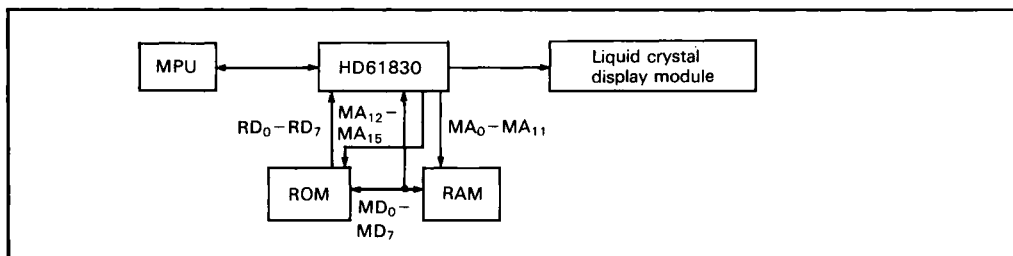 MPU
HD61830
Liquid crystal
display module
RD₀–RD₇
MA₁₂–
MA₁₅
MA₀–MA₁₁
ROM
MD₀–
MD₇
RAM